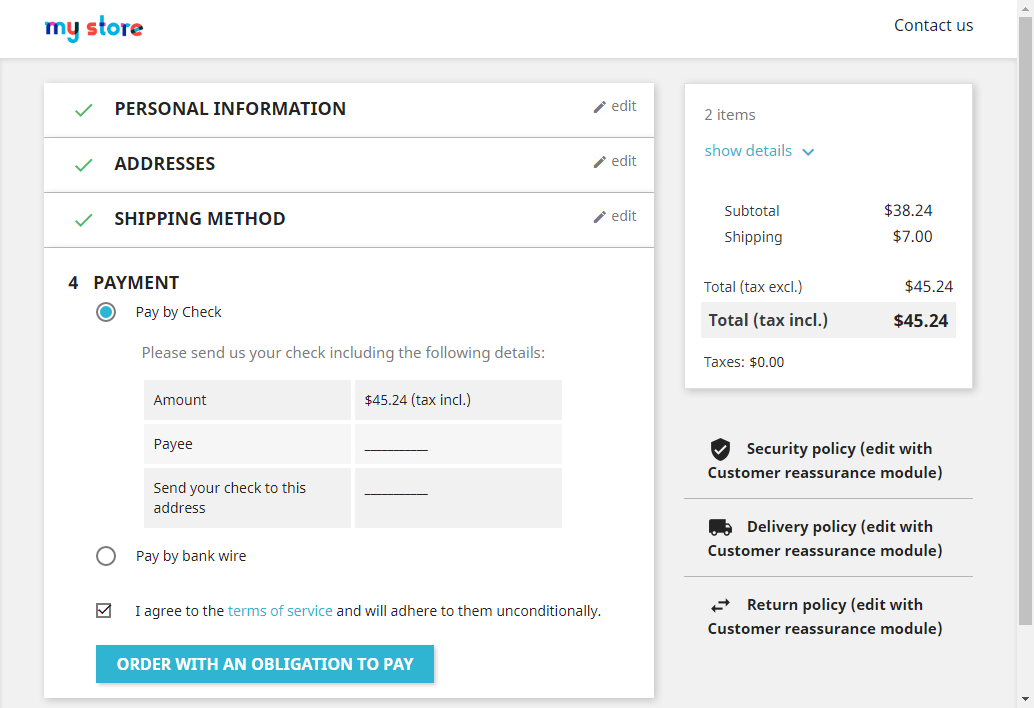 my store
Contact us
PERSONAL INFORMATION
edit
ADDRESSES
edit
SHIPPING METHOD
edit
4 PAYMENT
Pay by Check
Please send us your check including the following details:
Amount
$45.24 (tax incl.)
Payee
___________
Send your check to this
address
___________
Pay by bank wire
I agree to the terms of service and will adhere to them unconditionally.
ORDER WITH AN OBLIGATION TO PAY
2 items
show details
Subtotal
$38.24
Shipping
$7.00
Total (tax excl.)
$45.24
Total (tax incl.)
$45.24
Taxes: $0.00
Security policy (edit with
Customer reassurance module)
Delivery policy (edit with
Customer reassurance module)
Return policy (edit with
Customer reassurance module)